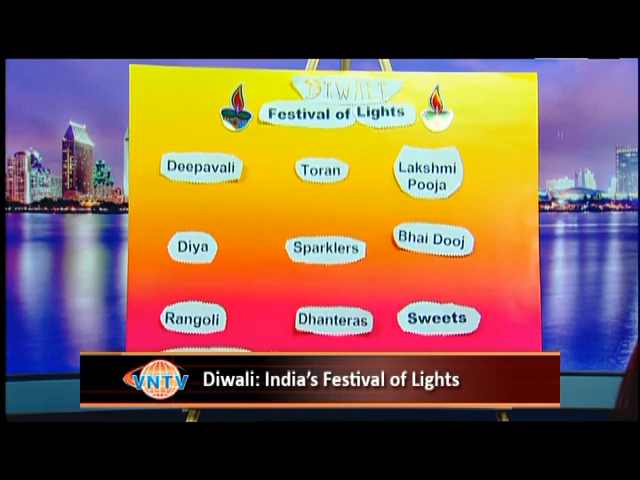 DIWALI
Festival of Lights
Deepavali
Toran
Lakshmi
Pooja
Diya
Sparklers
Bhai Dooj
Rangoli
Dhanteras
Sweets
VNTV
Diwali: India's Festival of Lights